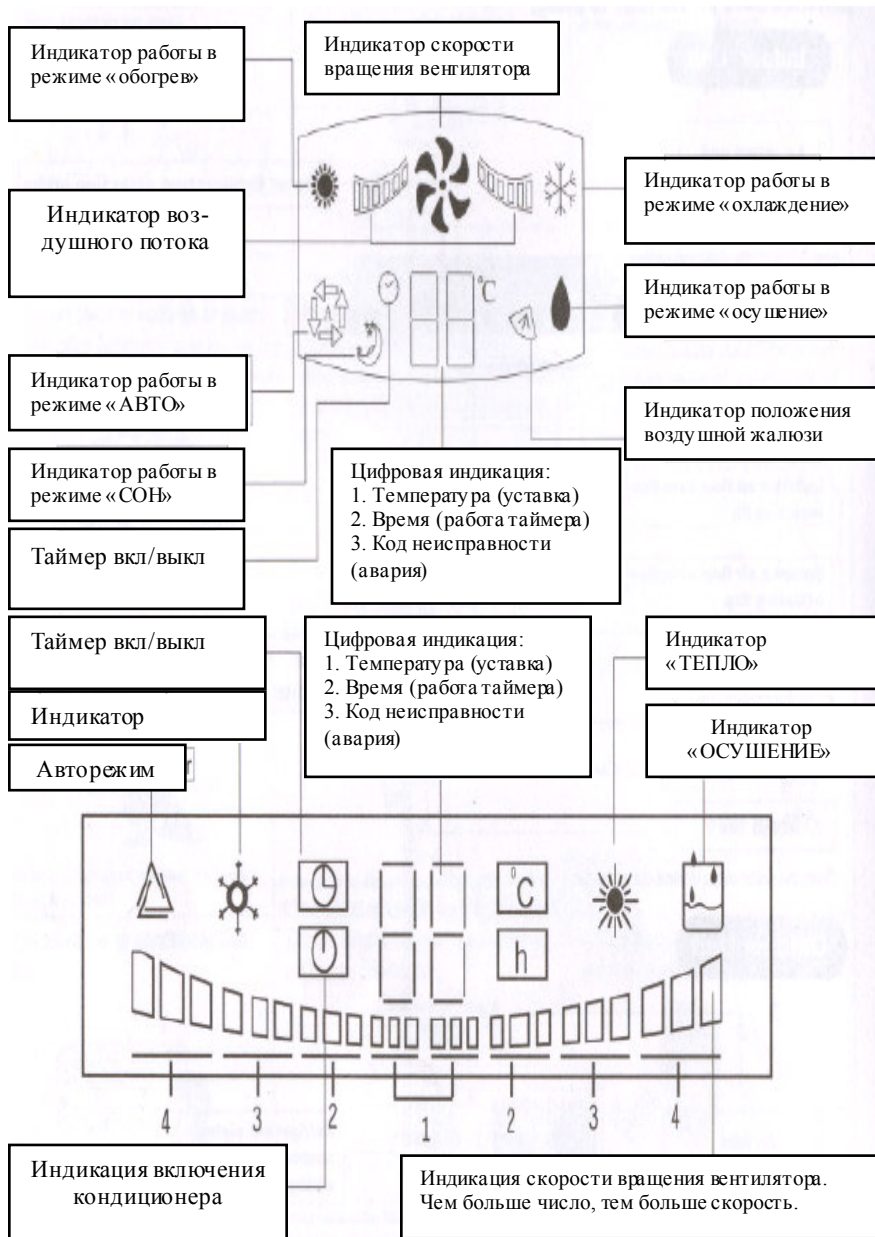 Индикатор работы в
режиме «обогрев»
Индикатор скорости
вращения вентилятора
Индикатор воз-
душного потока
Индикатор работы в
режиме «охлаждение»
°C
Индикатор работы в
режиме «осушение»
Индикатор работы в
режиме «АВТО»
Индикатор положения
воздушной жалюзи
Индикатор работы в
режиме «СОН»
Цифровая индикация:
1. Температура (уставка)
2. Время (работа таймера)
3. Код неисправности
(авария)
Таймер вкл/выкл
Таймер вкл/выкл
Цифровая индикация:
1. Температура (уставка)
2. Время (работа таймера)
3. Код неисправности
(авария)
Индикатор
«ТЕПЛО»
Индикатор
Индикатор
«ОСУШЕНИЕ»
Авторежим
°C
h
4 3 2 1 2 3 4
Индикация включения
кондиционера
Индикация скорости вращения вентилятора.
Чем больше число, тем больше скорость.